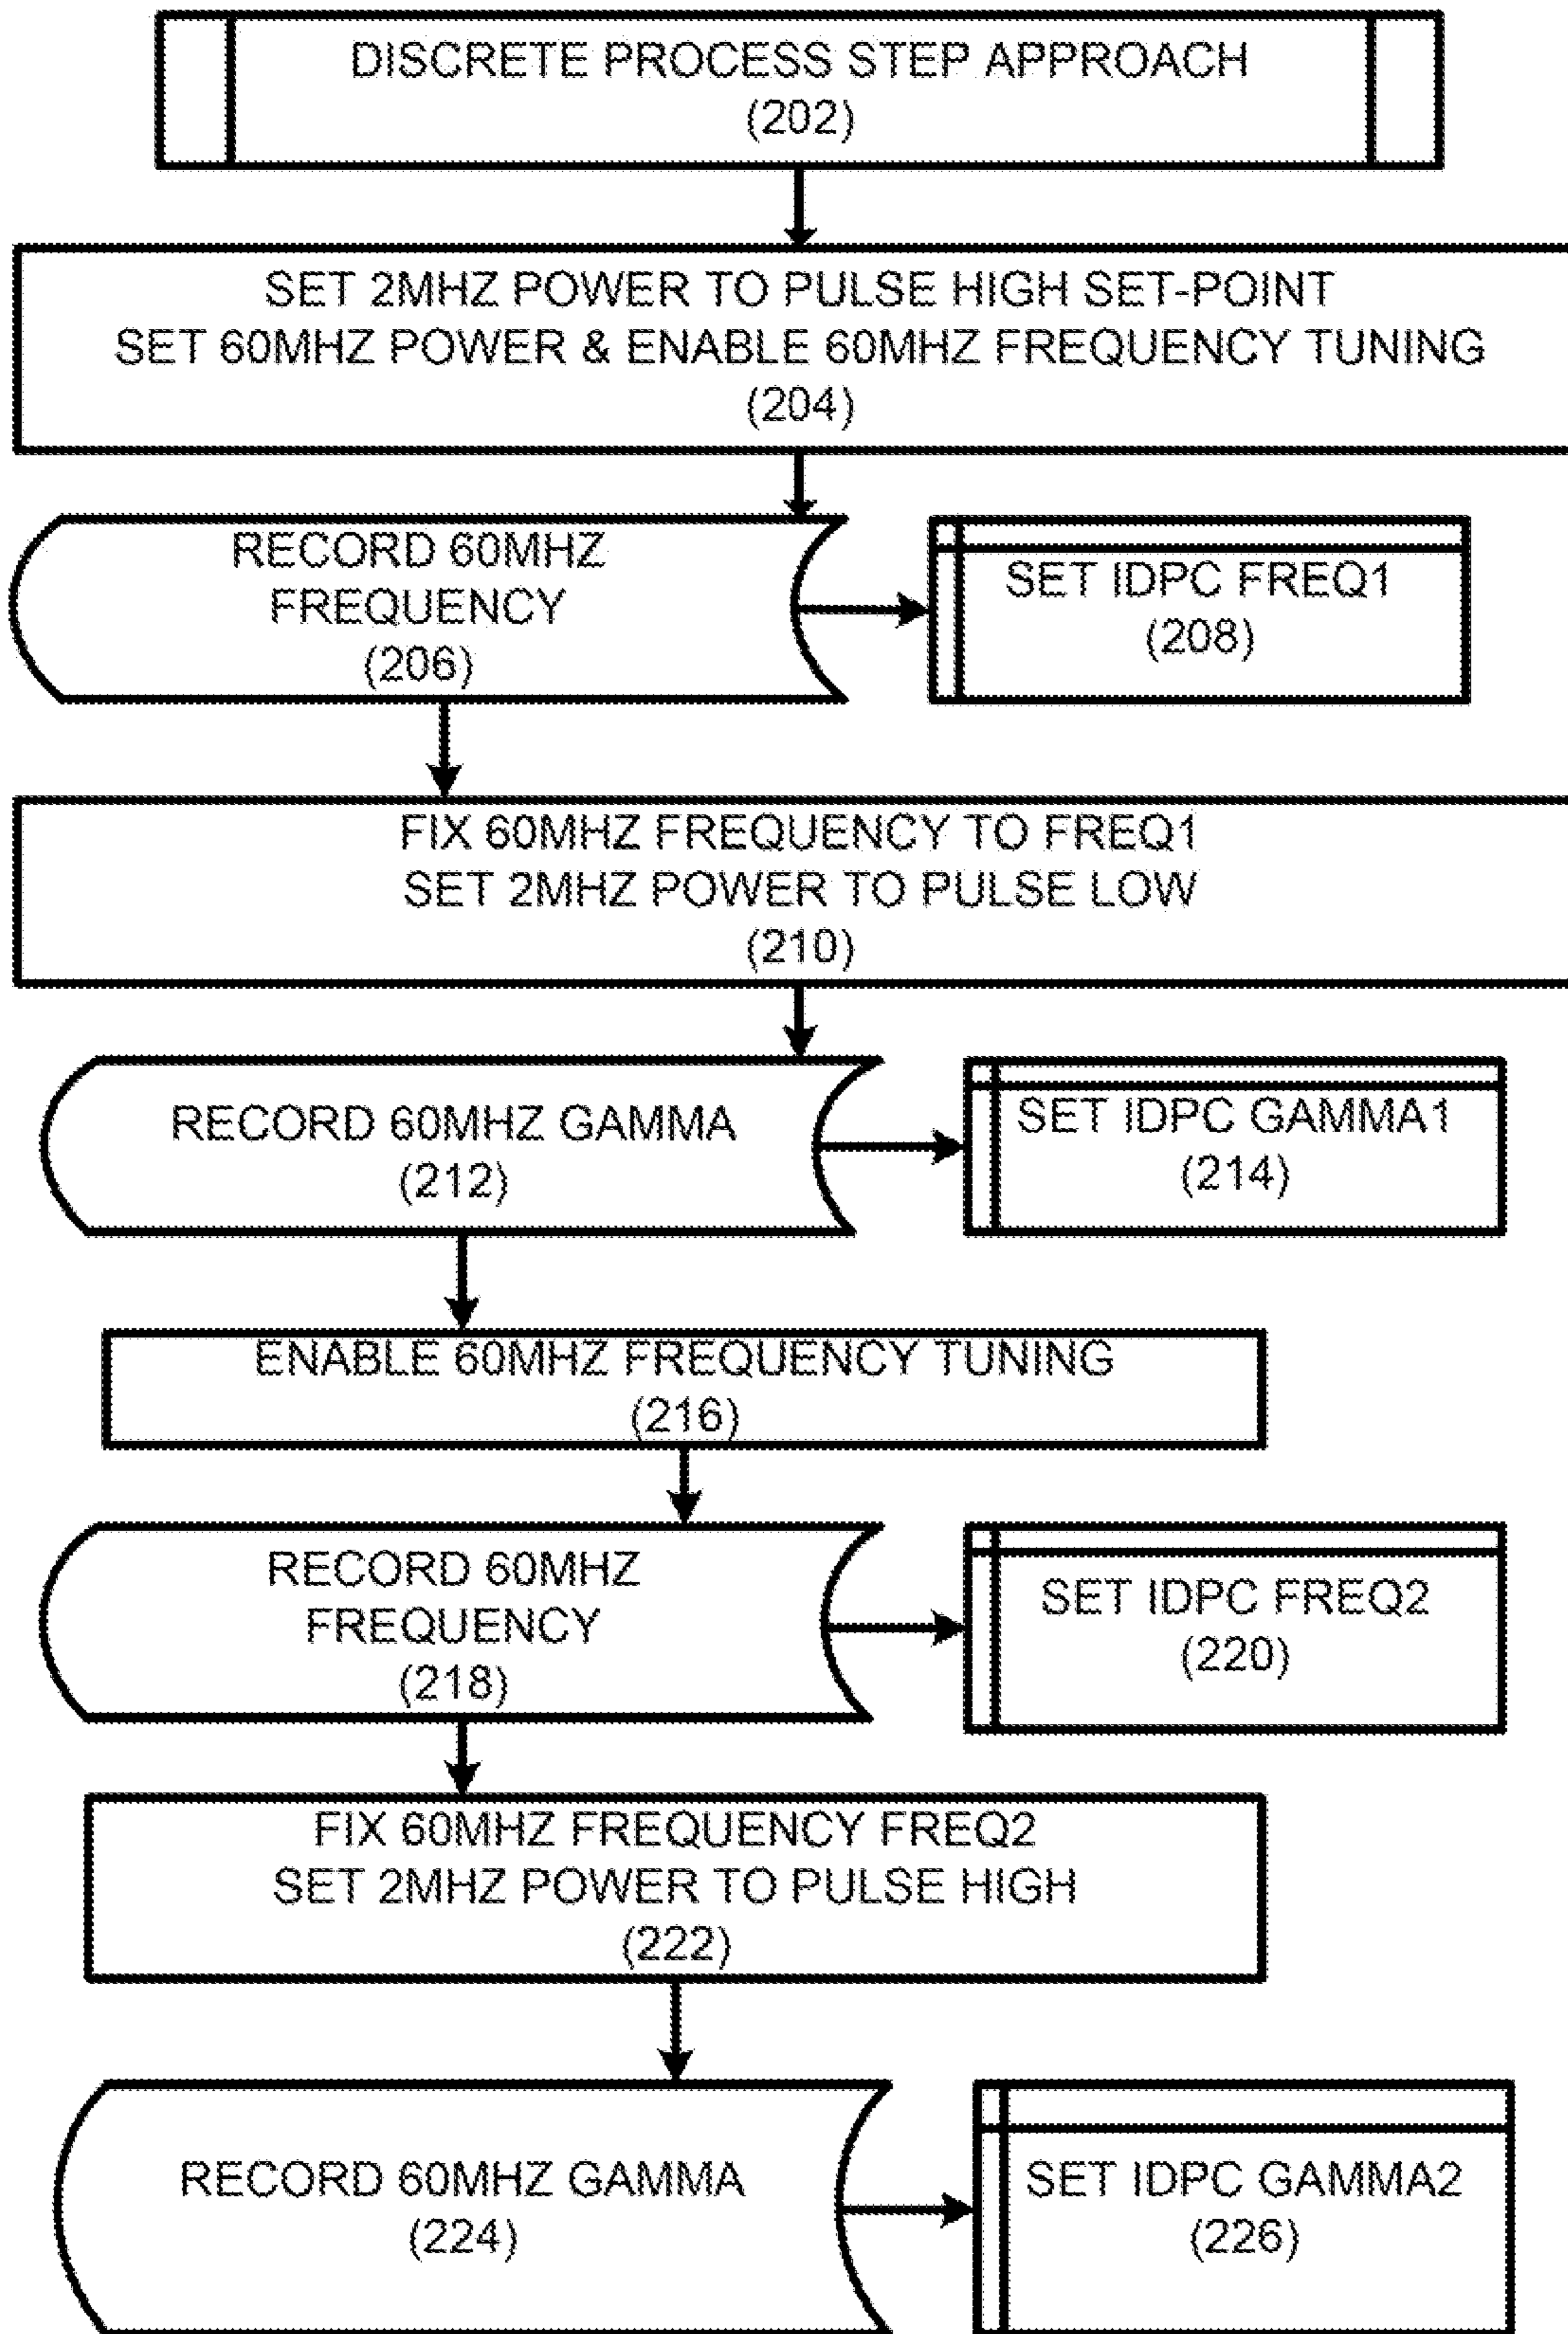 DISCRETE PROCESS STEP APPROACH
(202)
SET 2MHZ POWER TO PULSE HIGH SET-POINT
SET 60MHZ POWER & ENABLE 60MHZ FREQUENCY TUNING
(204)
RECORD 60MHZ
FREQUENCY
(206)
SET IDPC FREQ1
(208)
FIX 60MHZ FREQUENCY TO FREQ1
SET 2MHZ POWER TO PULSE LOW
(210)
RECORD 60MHZ GAMMA
(212)
SET IDPC GAMMA1
(214)
ENABLE 60MHZ FREQUENCY TUNING
(216)
RECORD 60MHZ
FREQUENCY
(218)
SET IDPC FREQ2
(220)
FIX 60MHZ FREQUENCY FREQ2
SET 2MHZ POWER TO PULSE HIGH
(222)
RECORD 60MHZ GAMMA
(224)
SET IDPC GAMMA2
(226)